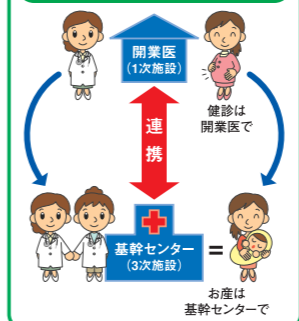 開業医
(1次施設)
健診は
開業医で
連携
基幹センター
(3次施設)
=
お産は
基幹センターで